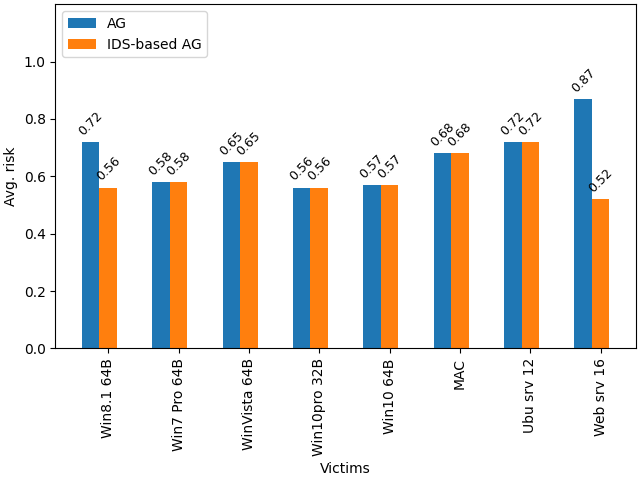 AG
IDS-based AG
Avg. risk
1.0
0.8
0.6
0.4
0.2
0.0
0.72
0.56
0.58
0.58
0.65
0.65
0.56
0.56
0.57
0.57
0.68
0.68
0.72
0.72
0.87
0.52
Win8.1 64B
Win7 Pro 64B
WinVista 64B
Win10pro 32B
Win10 64B
MAC
Ubu srv 12
Web srv 16
Victims